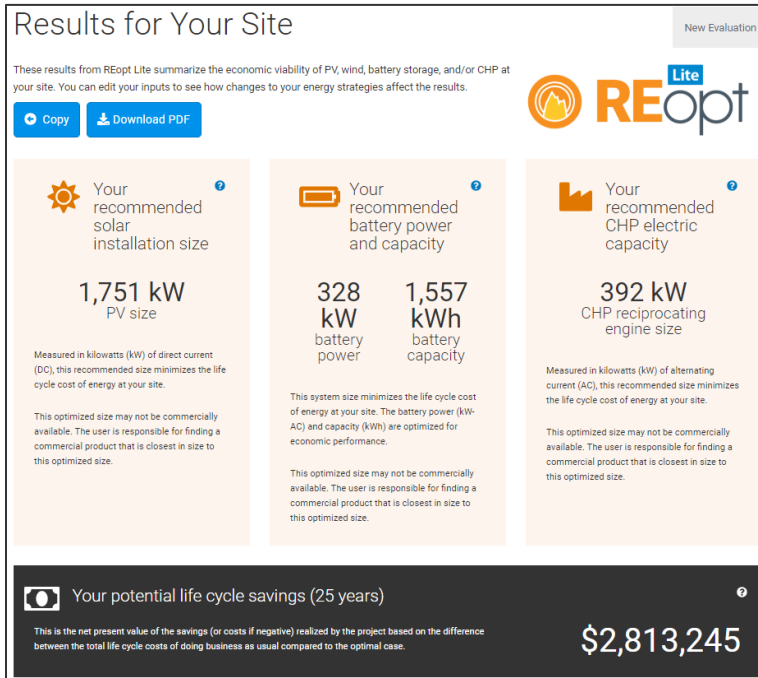 Results for Your Site
New Evaluation
These results from REopt Lite summarize the economic viability of PV, wind, battery storage, and/or CHP at
your site. You can edit your inputs to see how changes to your energy strategies affect the results.
Copy
Download PDF
Lite
REopt
Your
recommended
solar
installation size
1,751 kW
PV size
Measured in kilowatts (kW) of direct current
(DC), this recommended size minimizes the life
cycle cost of energy at your site.
This optimized size may not be commercially
available. The user is responsible for finding a
commercial product that is closest in size to
this optimized size.
Your
recommended
battery power
and capacity
328
kW
battery
power
1,557
kWh
battery
capacity
This system size minimizes the life cycle cost
of energy at your site. The battery power (kW-
AC) and capacity (kWh) are optimized for
economic performance.
This optimized size may not be commercially
available. The user is responsible for finding a
commercial product that is closest in size to
this optimized size.
Your
recommended
CHP electric
capacity
392 kW
CHP reciprocating
engine size
Measured in kilowatts (kW) of alternating
current (AC), this recommended size minimizes
the life cycle cost of energy at your site.
This optimized size may not be commercially
available. The user is responsible for finding a
commercial product that is closest in size to
this optimized size.
Your potential life cycle savings (25 years)
This is the net present value of the savings (or costs if negative) realized by the project based on the difference
between the total life cycle costs of doing business as usual compared to the optimal case.
$2,813,245